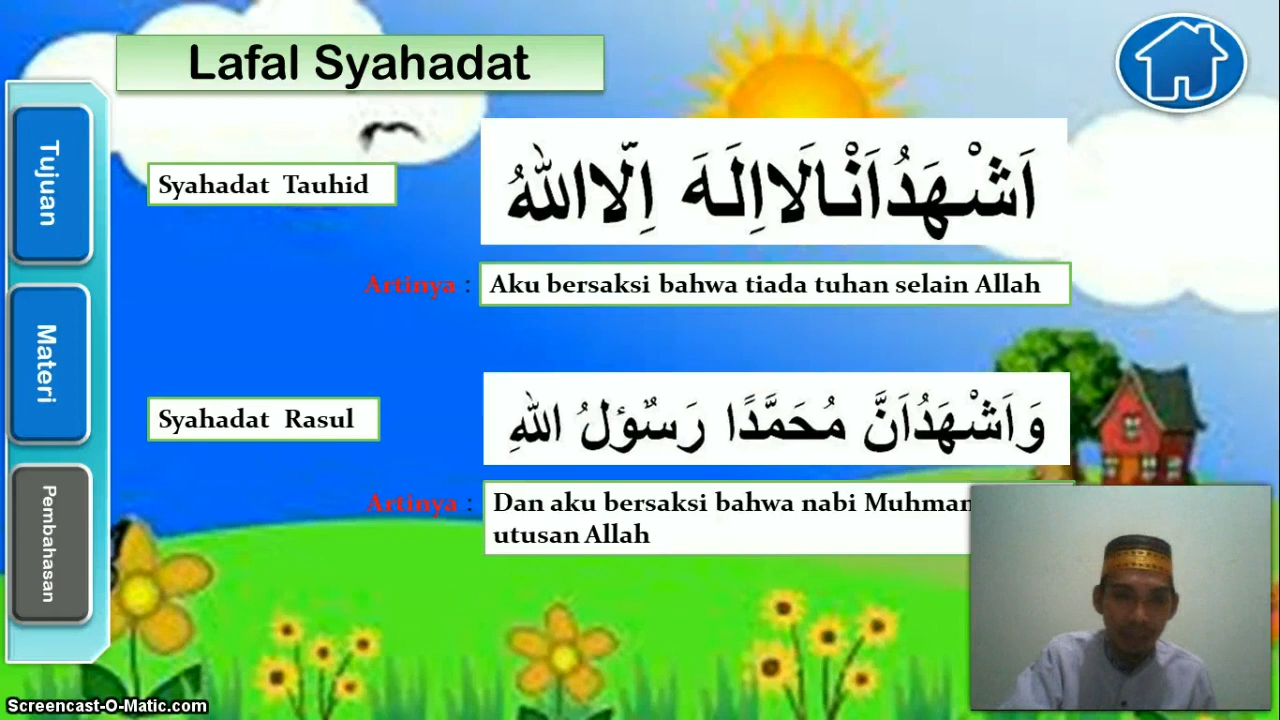 Lafal Syahadat
Tujuan
Materi
Pembahasan
Syahadat Tauhid
اَشْهَدُاَنْالَااِلَهَ اِلّااللهُ
Artinya :
Aku bersaksi bahwa tiada tuhan selain Allah
Syahadat Rasul
وَاَشْهَدُاَنَّ مُحَمَّدًا رَسُوْلُ اللهِ
Artinya :
Dan aku bersaksi bahwa nabi
utusan Allah
Screencast-O-Matic.com